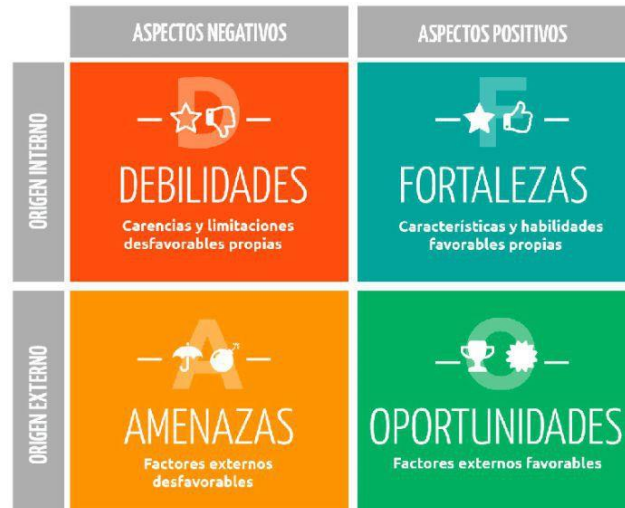 ASPECTOS NEGATIVOS
ASPECTOS POSITIVOS
ORIGEN INTERNO
D
DEBILIDADES
Carencias y limitaciones
desfavorables propias
F
FORTALEZAS
Características y habilidades
favorables propias
ORIGEN EXTERNO
A
AMENAZAS
Factores externos
desfavorables
O
OPORTUNIDADES
Factores externos favorables